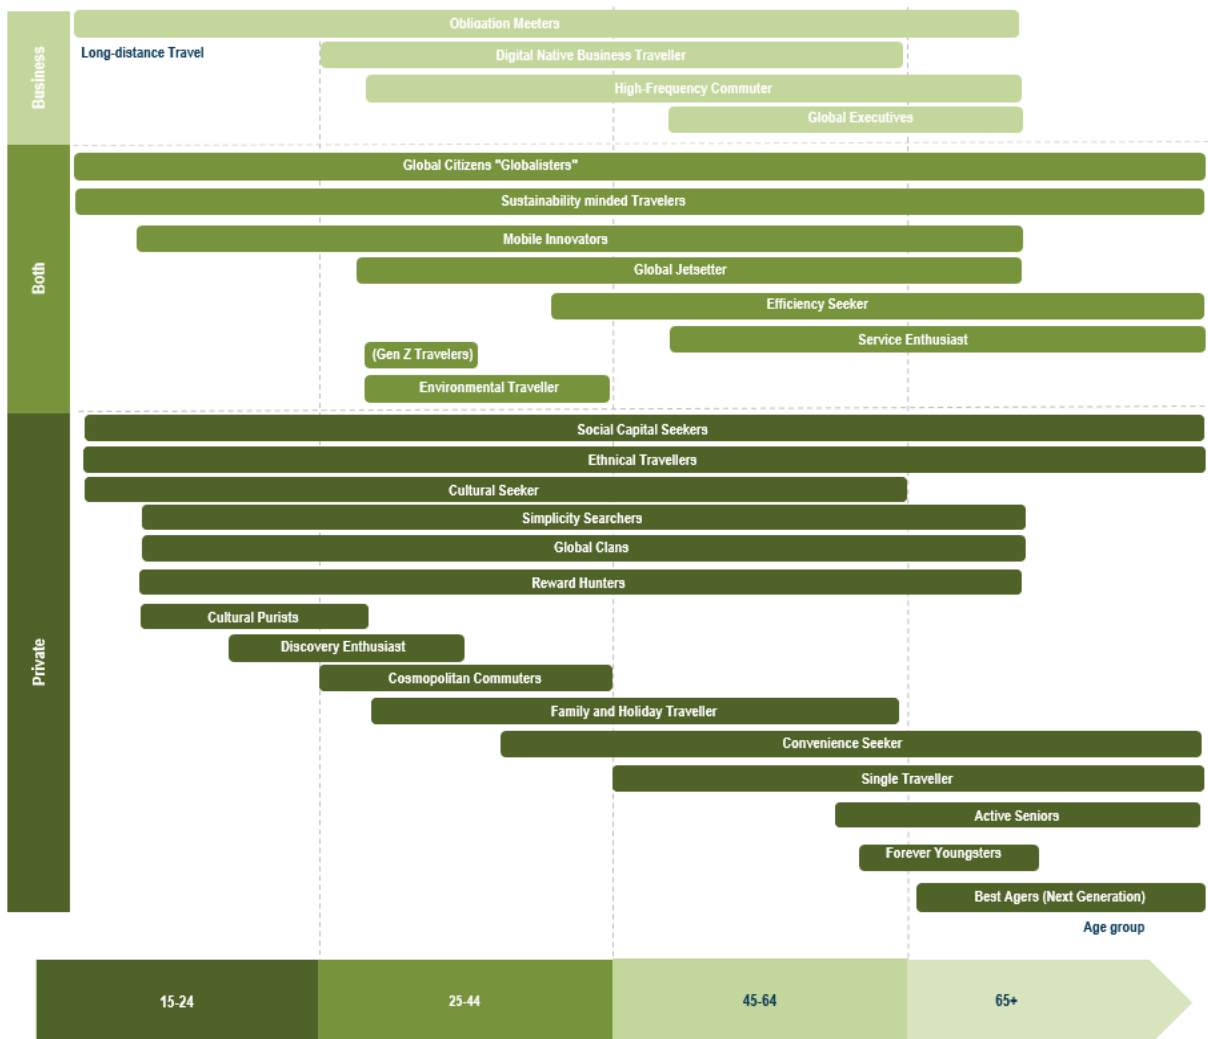 Business
Obligation Meeters
Long-distance Travel
Digital Native Business Traveller
High-Frequency Commuter
Global Executives
Both
Global Citizens "Globalisters"
Sustainability minded Travelers
Mobile Innovators
Global Jetsetter
Efficiency Seeker
Service Enthusiast
(Gen Z Travelers)
Environmental Traveller
Private
Social Capital Seekers
Ethnical Travellers
Cultural Seeker
Simplicity Searchers
Global Clans
Reward Hunters
Cultural Purists
Discovery Enthusiast
Cosmopolitan Commuters
Family and Holiday Traveller
Convenience Seeker
Single Traveller
Active Seniors
Forever Youngsters
Best Agers (Next Generation)
Age group
15-24
25-44
45-64
65+